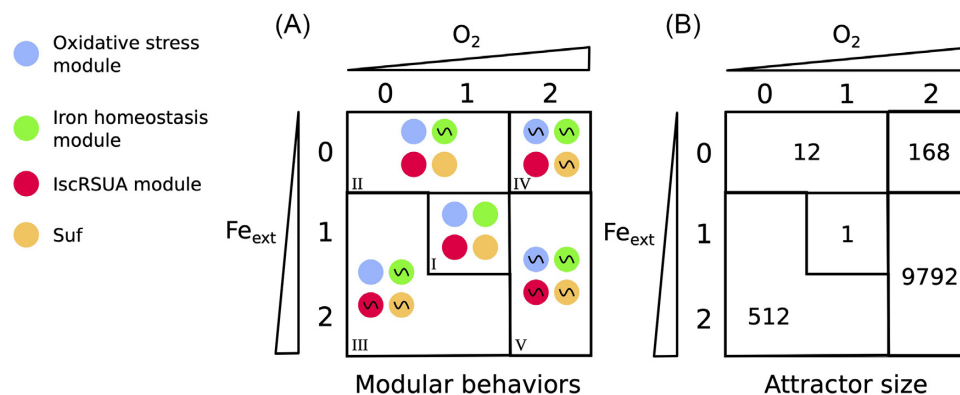 Oxidative stress
module
Iron homeostasis
module
IscRSUA module
Suf
(A)
O2
0 1 2
Feext
0
1
2
II
IV
I
III
V
Modular behaviors
(B)
O2
0 1 2
Feext
0
1
2
12
168
1
9792
512
Attractor size